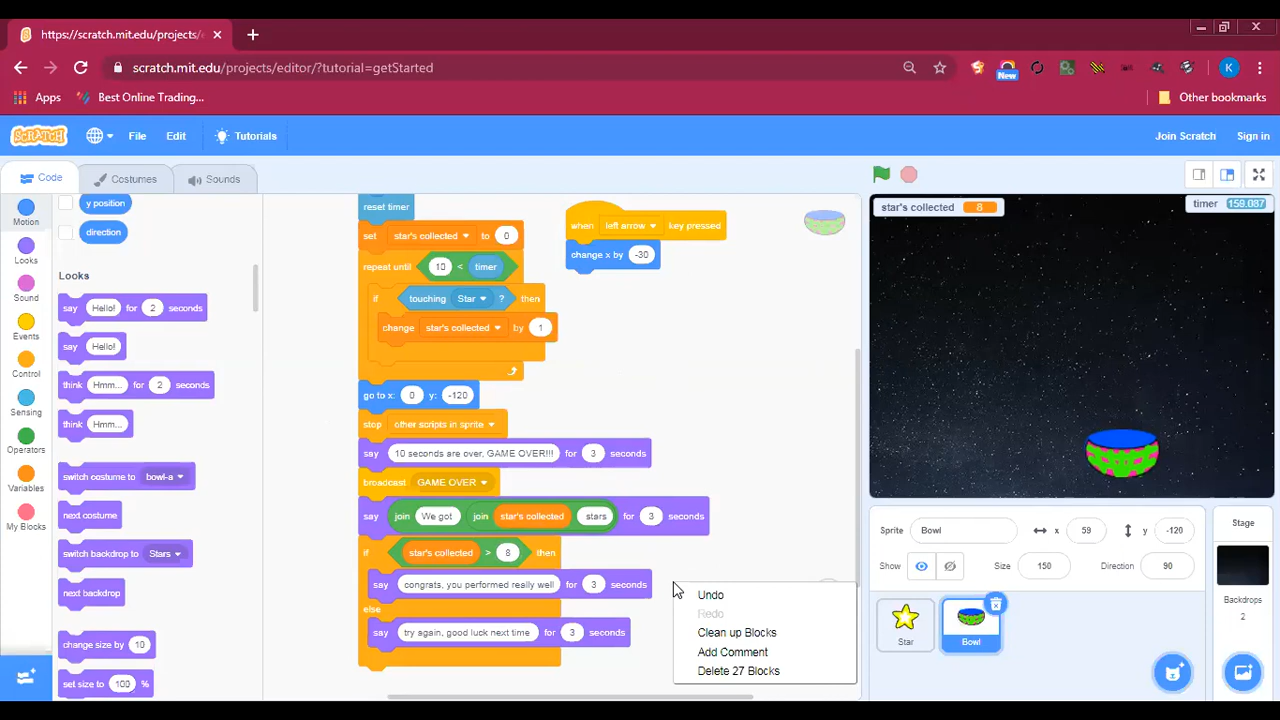 https://scratch.mit.edu/projects/e
scratch.mit.edu/projects/editor/?tutorial=getStarted
New
K
Apps
Best Online Trading...
Other bookmarks
SCRATCH
File
Edit
Tutorials
Join Scratch
Sign in
Code
Costumes
Sounds
Motion
Looks
Sound
Events
Control
Sensing
Operators
Variables
My Blocks
y position
direction
Looks
say Hello! for 2 seconds
say Hello!
think Hmm... for 2 seconds
think Hmm...
switch costume to bowl-a
next costume
switch backdrop to Stars
next backdrop
change size by 10
set size to 100 %
reset timer
set star's collected to 0
repeat until 10 < timer
if touching Star ? then
change star's collected by 1
go to x: 0 y: -120
stop other scripts in sprite
say 10 seconds are over, GAME OVER!!! for 3 seconds
broadcast GAME OVER
say join We got join star's collected stars for 3 seconds
if star's collected > 8 then
say congrats, you performed really well for 3 seconds
else
say try again, good luck next time for 3 seconds
when left arrow key pressed
change x by -30
Undo
Redo
Clean up Blocks
Add Comment
Delete 27 Blocks
star's collected 8
timer 159.087
Sprite Bowl x 59 y -120
Show Size 150 Direction 90
Star
Bowl
Stage
Backdrops
2